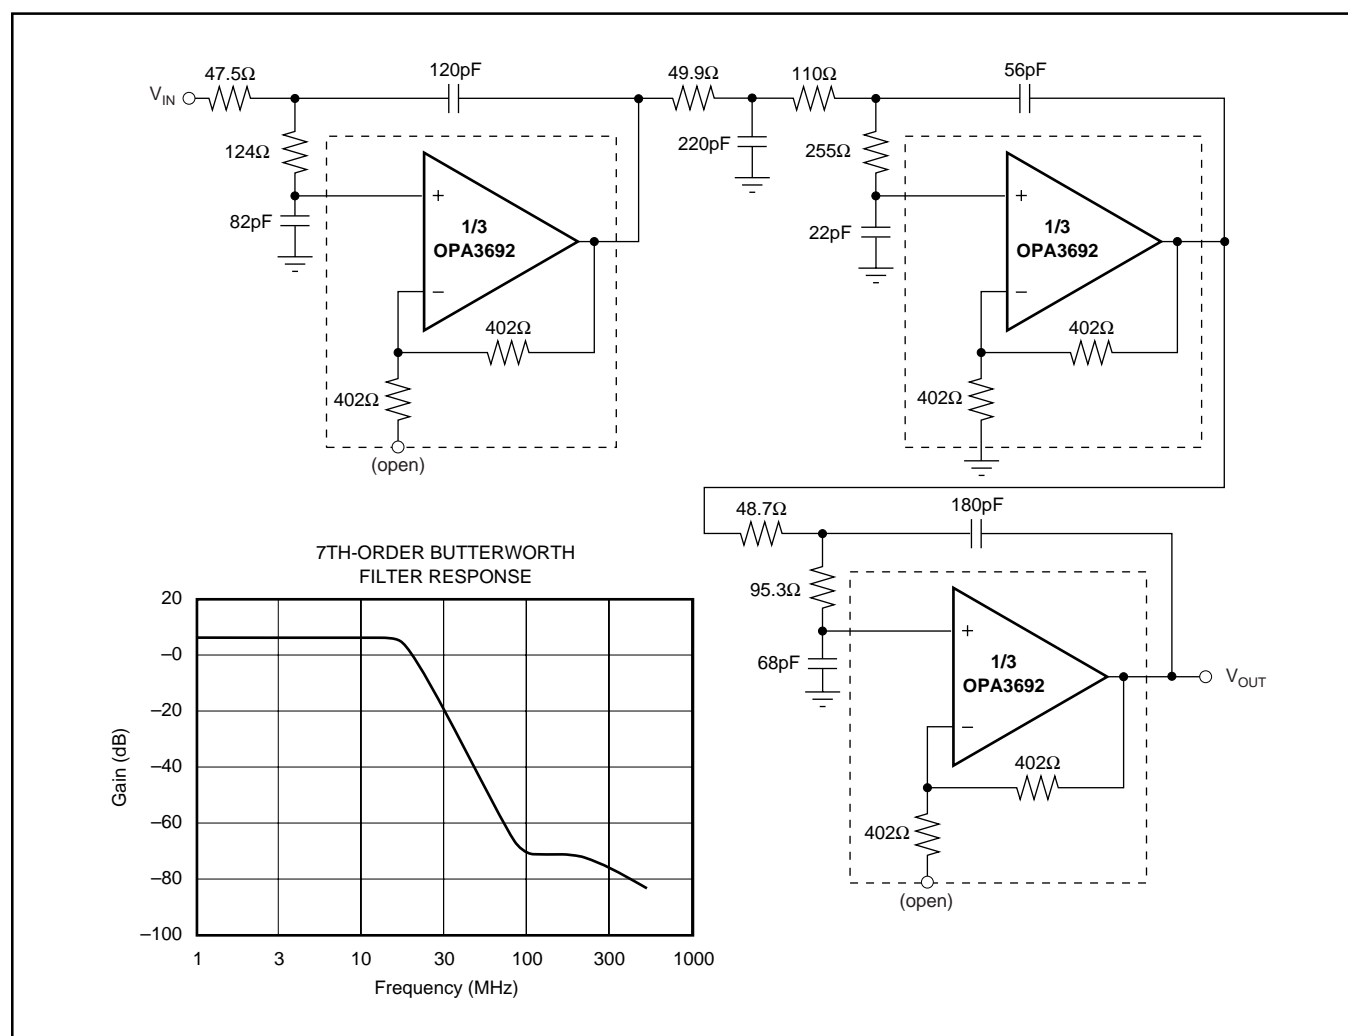 47.5Ω
120pF
49.9Ω
110Ω
56pF
VIN
124Ω
220pF
255Ω
+
+
82pF
1/3
OPA3692
22pF
1/3
OPA3692
−
−
402Ω
402Ω
402Ω
402Ω
(open)
48.7Ω
180pF
7TH-ORDER BUTTERWORTH
FILTER RESPONSE
95.3Ω
+
68pF
1/3
OPA3692
VOUT
−
402Ω
402Ω
(open)
20
–0
–20
–40
–60
–80
–100
Gain (dB)
1 3 10 30 100 300 1000
Frequency (MHz)